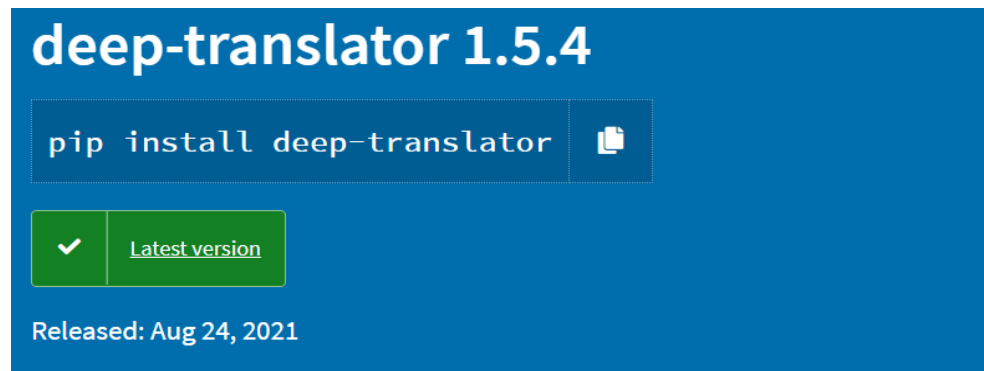 deep-translator 1.5.4
pip install deep-translator
Latest version
Released: Aug 24, 2021